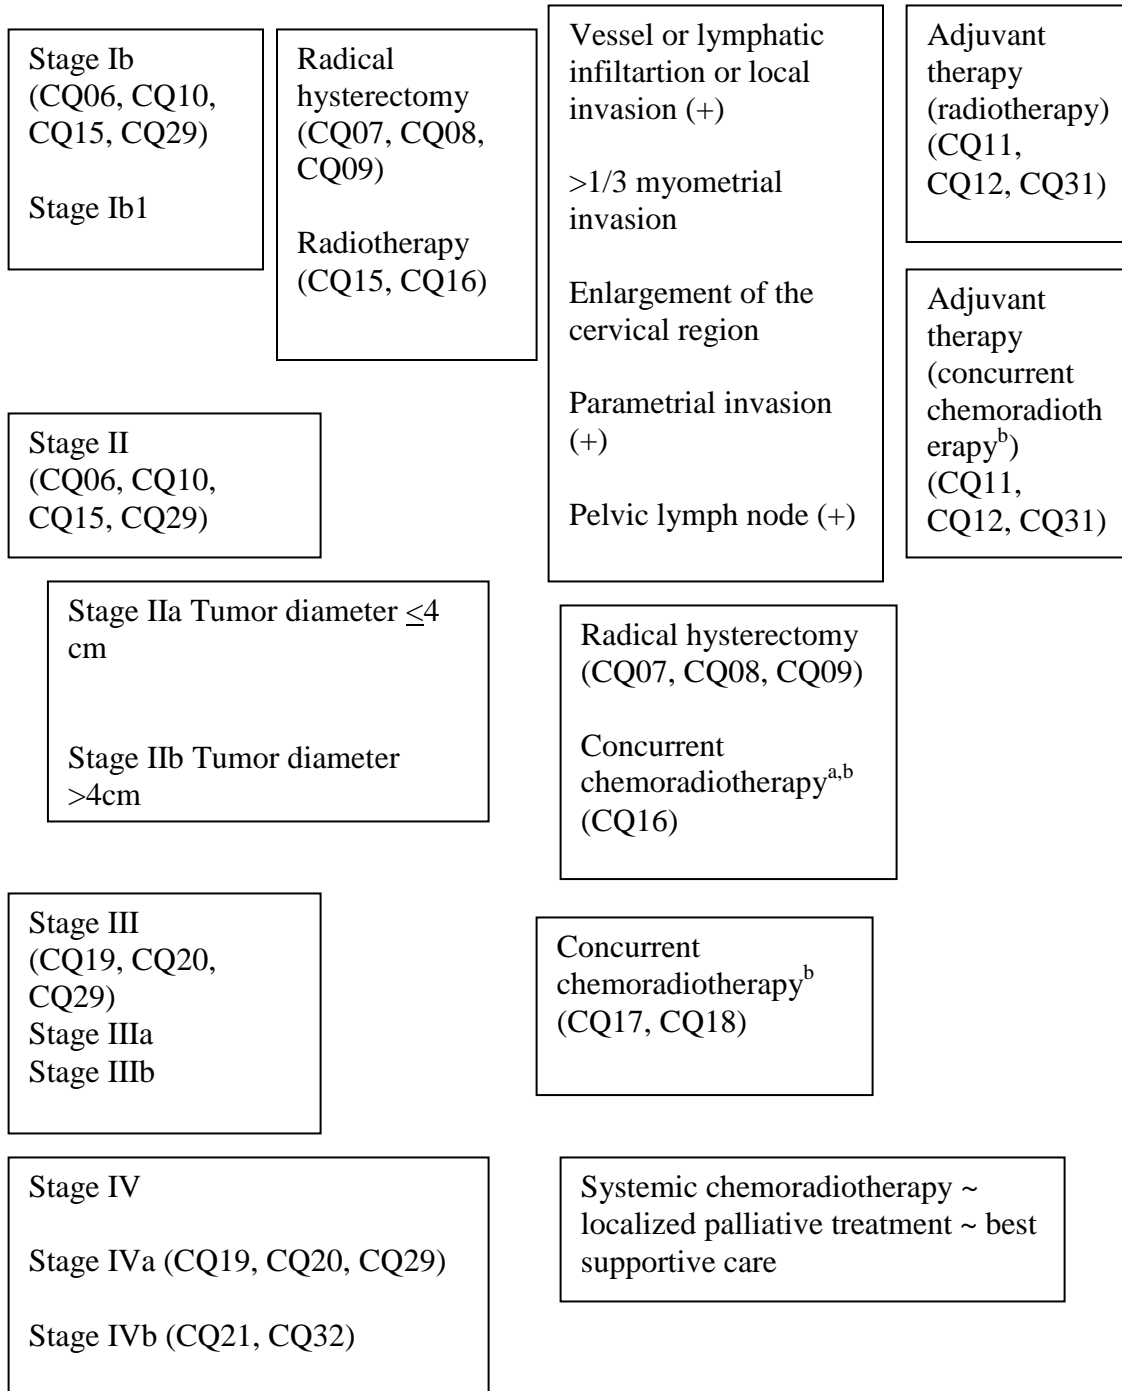 Stage Ib
(CQ06, CQ10,
CQ15, CQ29)
Stage Ib1
Radical
hysterectomy
(CQ07, CQ08,
CQ09)
Radiotherapy
(CQ15, CQ16)
Vessel or lymphatic
infiltartion or local
invasion (+)
>1/3 myometrial
invasion
Enlargement of the
cervical region
Parametrial invasion
(+)
Pelvic lymph node (+)
Adjuvant
therapy
(radiotherapy)
(CQ11,
CQ12, CQ31)
Adjuvant
therapy
(concurrent
chemoradioth
erapyᵇ)
(CQ11,
CQ12, CQ31)
Stage II
(CQ06, CQ10,
CQ15, CQ29)
Stage IIa Tumor diameter ≤4
cm
Stage IIb Tumor diameter
>4cm
Radical hysterectomy
(CQ07, CQ08, CQ09)
Concurrent
chemoradiotherapyᵃ,ᵇ
(CQ16)
Stage III
(CQ19, CQ20,
CQ29)
Stage IIIa
Stage IIIb
Concurrent
chemoradiotherapyᵇ
(CQ17, CQ18)
Stage IV
Stage IVa (CQ19, CQ20, CQ29)
Stage IVb (CQ21, CQ32)
Systemic chemoradiotherapy ~
localized palliative treatment ~ best
supportive care